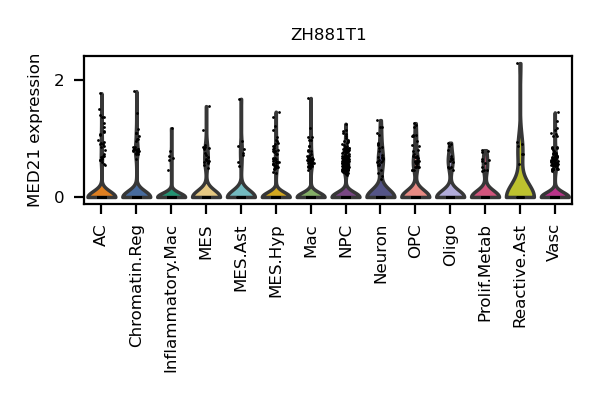 ZH881T1
MED21 expression
2
0
AC
Chromatin.Reg
Inflammatory.Mac
MES
MES.Ast
MES.Hyp
Mac
NPC
Neuron
OPC
Oligo
Prolif.Metab
Reactive.Ast
Vasc